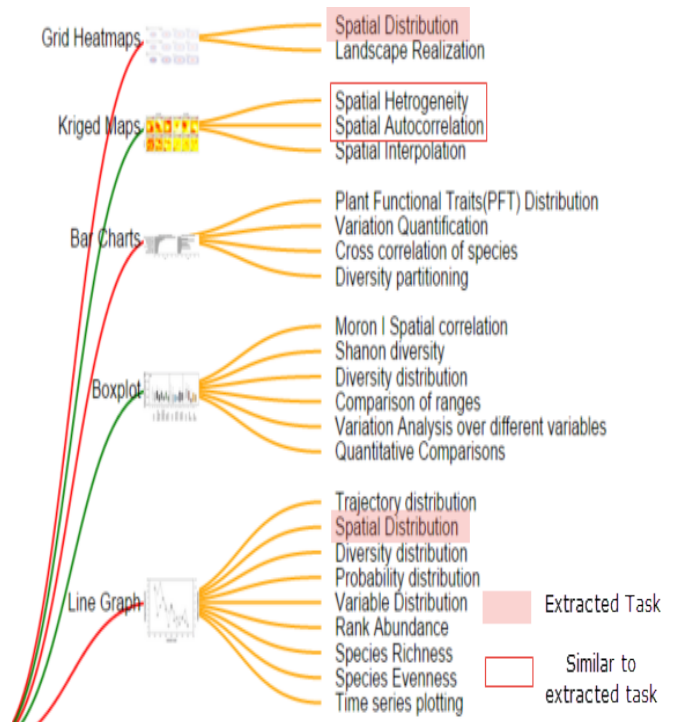 Grid Heatmaps
Spatial Distribution
Landscape Realization
Kriged Maps
Spatial Hetrogeneity
Spatial Autocorrelation
Spatial Interpolation
Bar Charts
Plant Functional Traits(PFT) Distribution
Variation Quantification
Cross correlation of species
Diversity partitioning
Boxplot
Moron I Spatial correlation
Shanon diversity
Diversity distribution
Comparison of ranges
Variation Analysis over different variables
Quantitative Comparisons
Line Graph
Trajectory distribution
Spatial Distribution
Diversity distribution
Probability distribution
Variable Distribution
Rank Abundance
Species Richness
Species Evenness
Time series plotting
Extracted Task
Similar to
extracted task